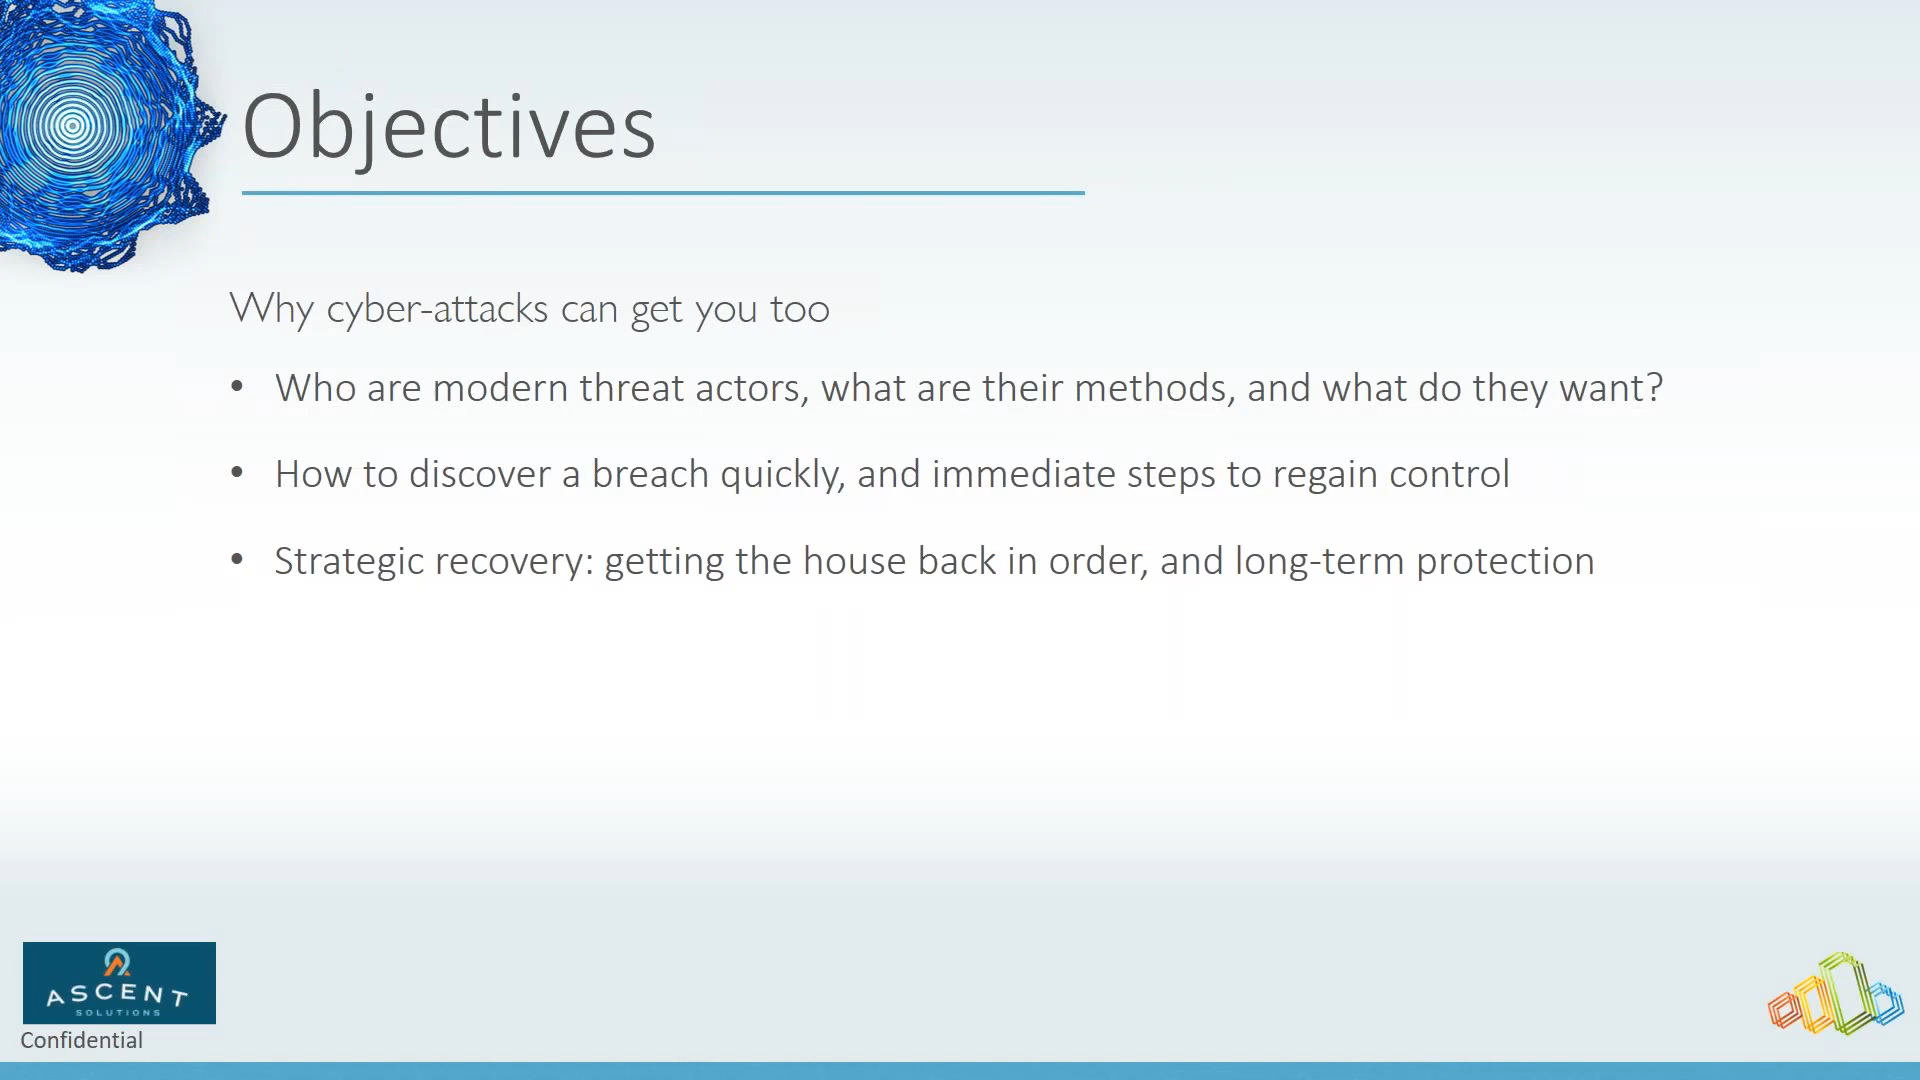 Objectives
Why cyber-attacks can get you too
• Who are modern threat actors, what are their methods, and what do they want?
• How to discover a breach quickly, and immediate steps to regain control
• Strategic recovery: getting the house back in order, and long-term protection
ASCENT
SOLUTIONS
Confidential